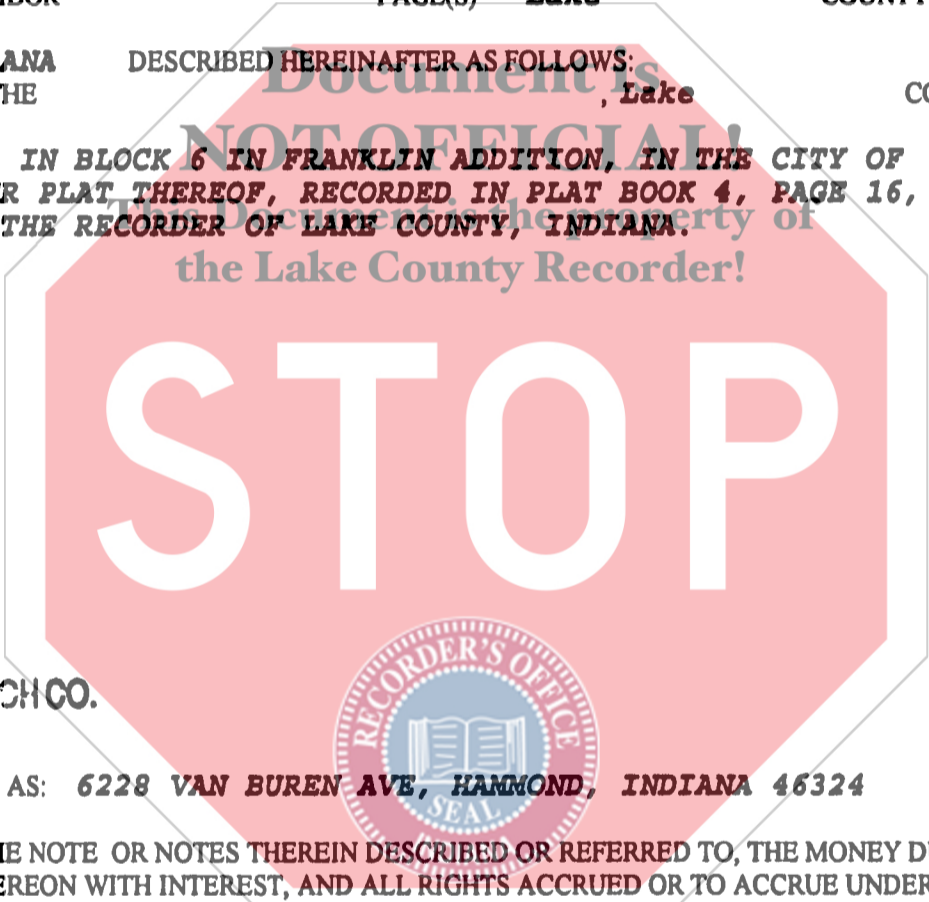 PAGE(S) Lake COUNTY
ANA DESCRIBED HEREINAFTER AS FOLLOWS:
Document is
HE , Lake CO
NOT OFFICIAL!
IN BLOCK 6 IN FRANKLIN ADDITION, IN THE CITY OF
R PLAT THEREOF, RECORDED IN PLAT BOOK 4, PAGE 16,
This Document is the property of
THE RECORDER OF LAKE COUNTY, INDIANA.
the Lake County Recorder!
STOP
CH CO.
RECORDER'S OFFICE
AS: 6228 VAN BUREN AVE, HAMMOND, INDIANA 46324
SEAL
IE NOTE OR NOTES THEREIN DESCRIBED OR REFERRED TO, THE MONEY D
EREON WITH INTEREST, AND ALL RIGHTS ACCRUED OR TO ACCRUE UNDER